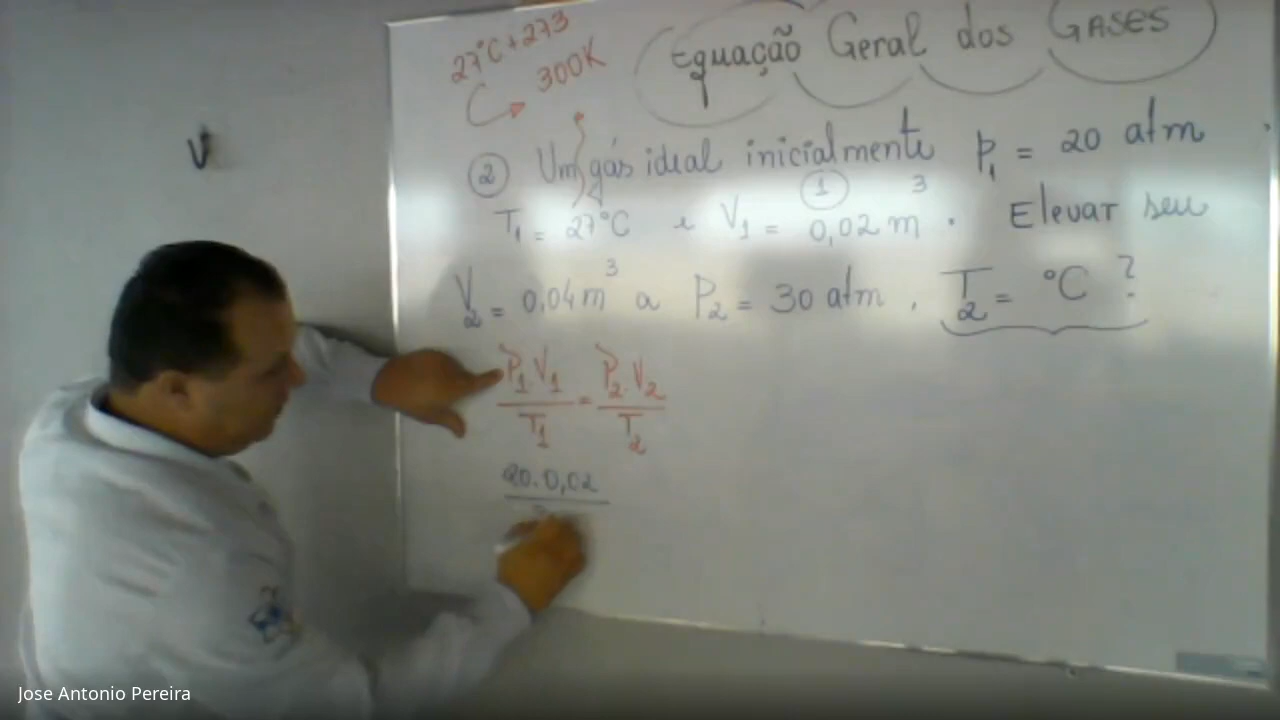 27°C+273
300K
Equação Geral dos GASES
② Um gás ideal inicialmente P₁ = 20 atm
①
T₁ = 27°C e V₁ = 0,02 m³. Elevar seu
V₂ = 0,04 m³ a P₂ = 30 atm. T₂ = °C ?
P₁.V₁ = P₂.V₂
T₁ T₂
20.0,02
V
Jose Antonio Pereira